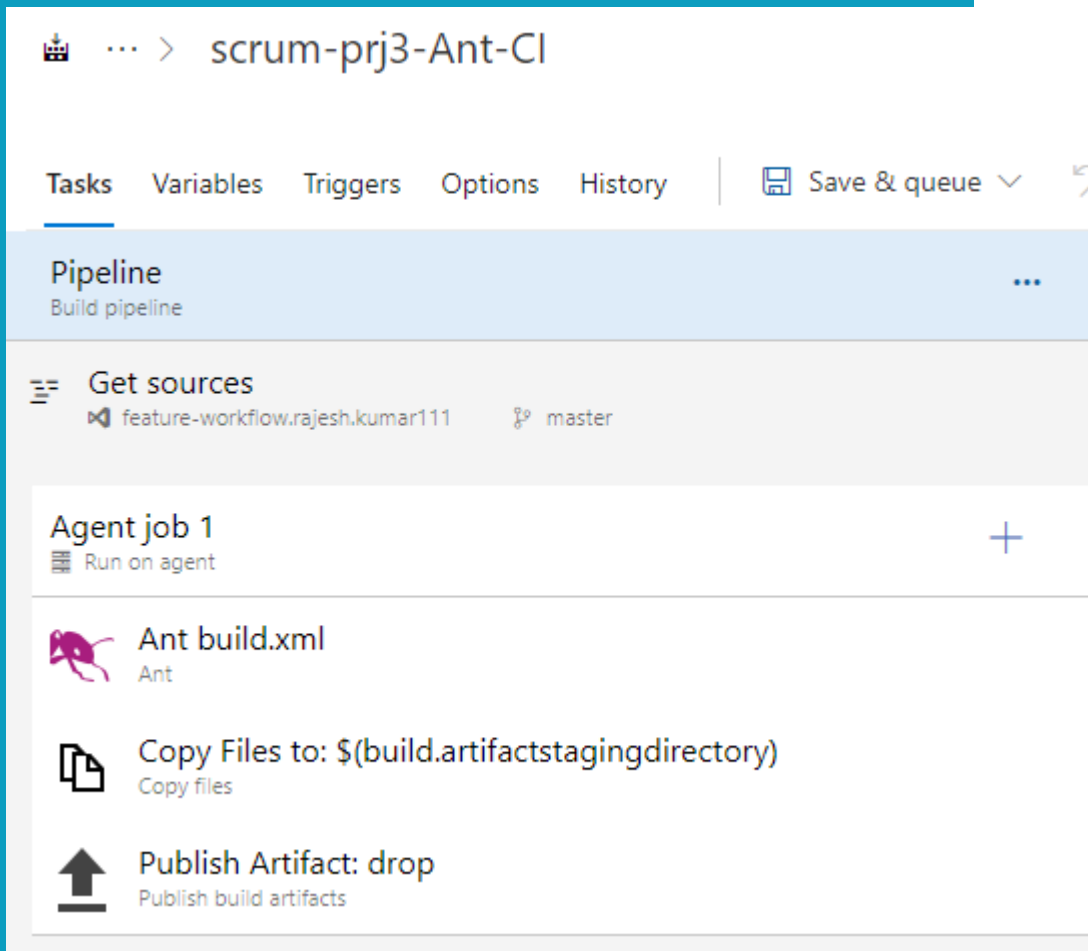 ··· > scrum-prj3-Ant-CI
Tasks Variables Triggers Options History Save & queue
Pipeline
Build pipeline
Get sources
feature-workflow.rajesh.kumar111 master
Agent job 1
Run on agent
Ant build.xml
Ant
Copy Files to: $(build.artifactstagingdirectory)
Copy files
Publish Artifact: drop
Publish build artifacts